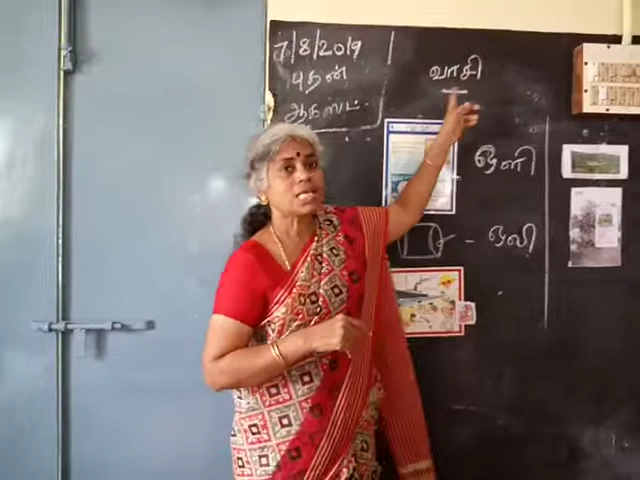 7/8/2019
புதன்
ஆகஸ்ட்
வாசி
ஒளி
- ஒலி